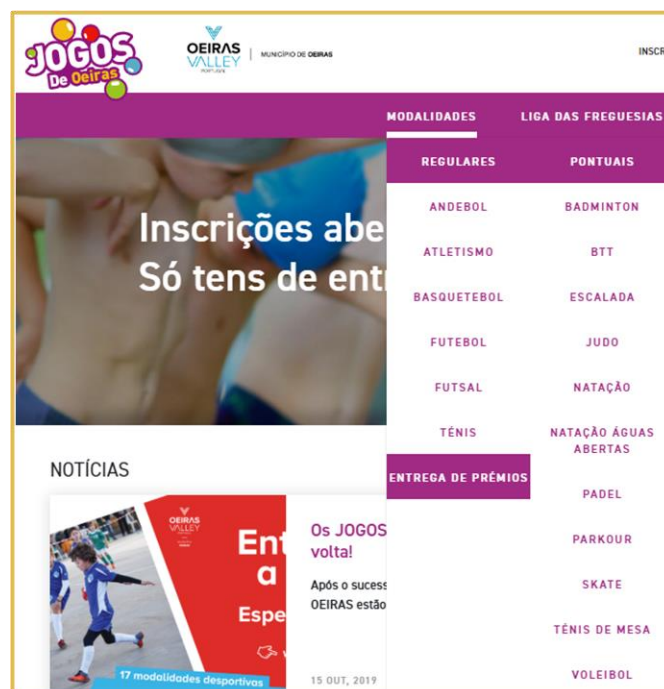 JOGOS
De Oeiras
OEIRAS
VALLEY
PORTUGAL
MUNICÍPIO DE OEIRAS
INSCR
MODALIDADES
LIGA DAS FREGUESIAS
REGULARES
PONTUAIS
ANDEBOL
BADMINTON
ATLETISMO
BTT
BASQUETEBOL
ESCALADA
FUTEBOL
JUDO
FUTSAL
NATAÇÃO
TÉNIS
NATAÇÃO ÁGUAS
ABERTAS
ENTREGA DE PRÉMIOS
PADEL
PARKOUR
SKATE
TÉNIS DE MESA
VOLEIBOL
Inscrições abe
Só tens de ent
NOTÍCIAS
OEIRAS
VALLEY
Ent
a
Espe
17 modalidades desportivas
Os JOGOS
volta!
Após o sucess
OEIRAS estão
15 OUT, 2019